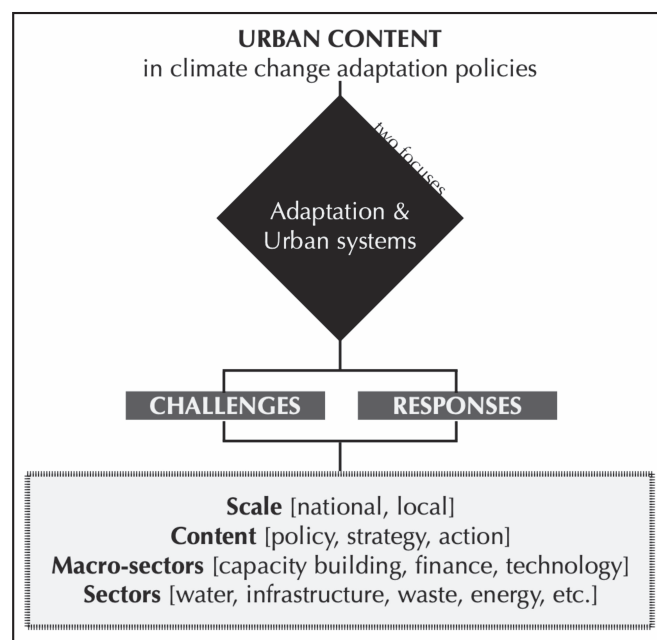 URBAN CONTENT
in climate change adaptation policies
two focuses
Adaptation &
Urban systems
CHALLENGES
RESPONSES
Scale [national, local]
Content [policy, strategy, action]
Macro-sectors [capacity building, finance, technology]
Sectors [water, infrastructure, waste, energy, etc.]